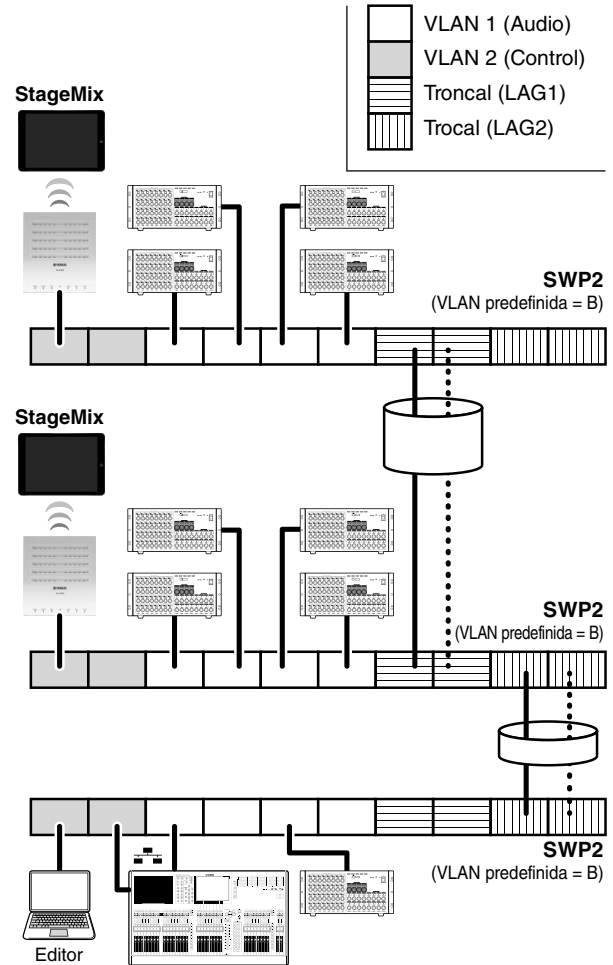 VLAN 1 (Audio)
VLAN 2 (Control)
Troncal (LAG1)
Trocal (LAG2)
StageMix
SWP2
(VLAN predefinida = B)
StageMix
SWP2
(VLAN predefinida = B)
SWP2
(VLAN predefinida = B)
Editor